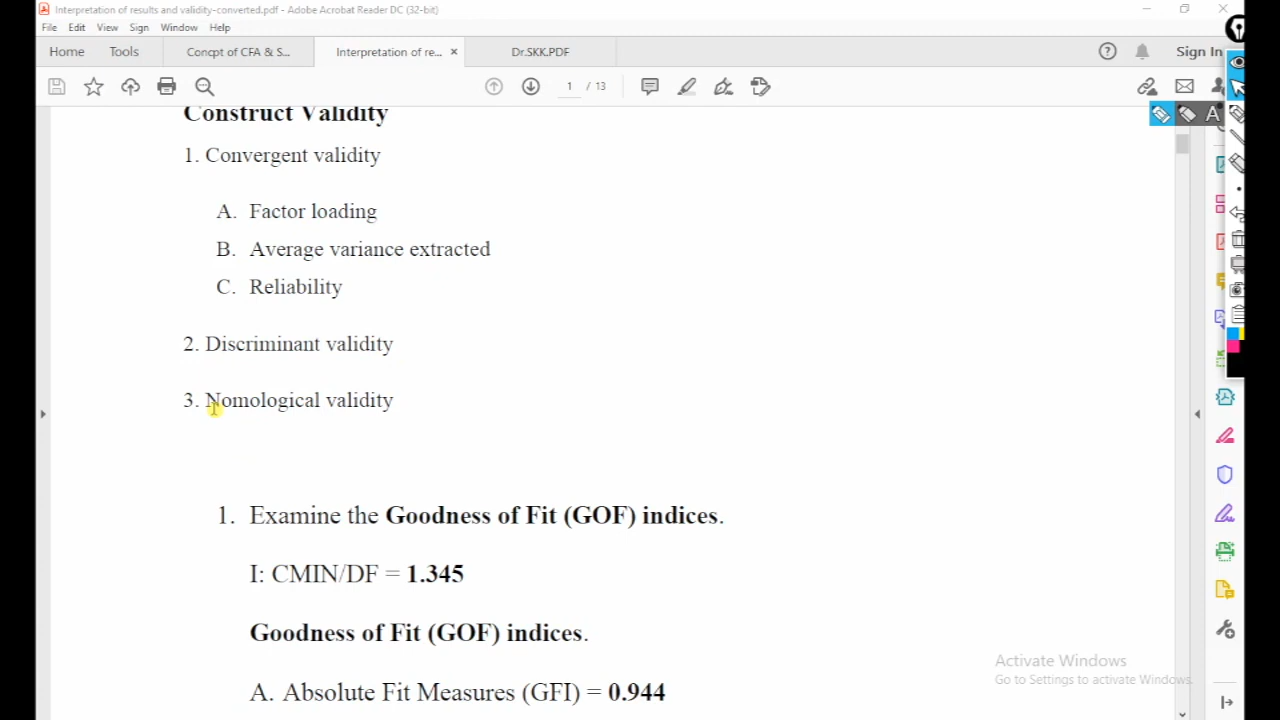 Interpretation of results and validity-converted.pdf - Adobe Acrobat Reader DC (32-bit)
File Edit View Sign Window Help
Home Tools Concpt of CFA & S... Interpretation of re... × Dr.SKK.PDF Sign In
1 / 13
A
Construct Validity
1. Convergent validity
A. Factor loading
B. Average variance extracted
C. Reliability
2. Discriminant validity
3. Nomological validity
1. Examine the Goodness of Fit (GOF) indices.
I: CMIN/DF = 1.345
Goodness of Fit (GOF) indices.
A. Absolute Fit Measures (GFI) = 0.944
Activate Windows
Go to Settings to activate Windows.